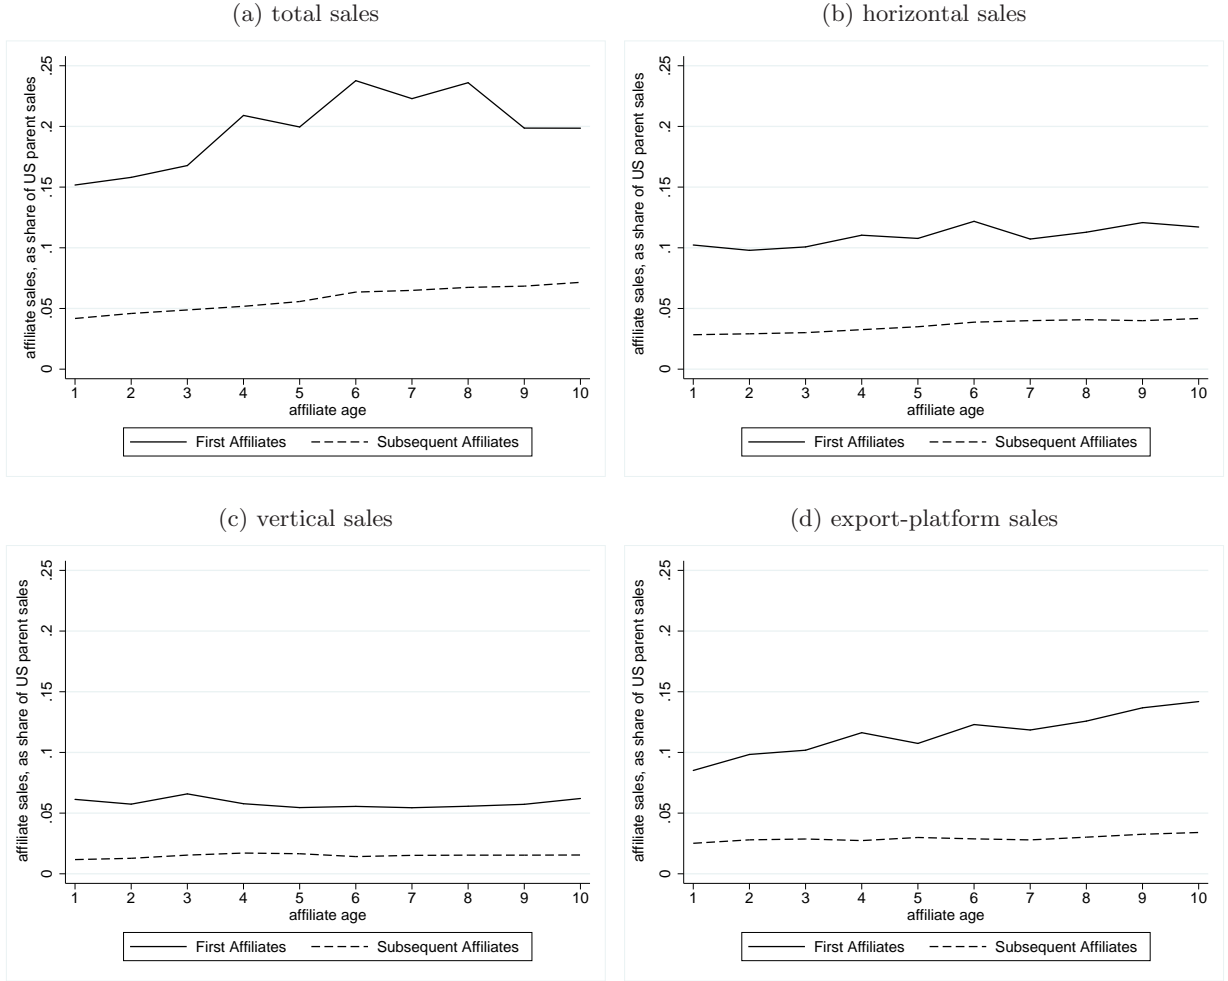 (a) total sales
affiliate sales, as share of US parent sales
.25
.2
.15
.1
.05
0
1 2 3 4 5 6 7 8 9 10
affiliate age
First Affiliates Subsequent Affiliates
(b) horizontal sales
affiliate sales, as share of US parent sales
.25
.2
.15
.1
.05
0
1 2 3 4 5 6 7 8 9 10
affiliate age
First Affiliates Subsequent Affiliates
(c) vertical sales
affiliate sales, as share of US parent sales
.25
.2
.15
.1
.05
0
1 2 3 4 5 6 7 8 9 10
affiliate age
First Affiliates Subsequent Affiliates
(d) export-platform sales
affiliate sales, as share of US parent sales
.25
.2
.15
.1
.05
0
1 2 3 4 5 6 7 8 9 10
affiliate age
First Affiliates Subsequent Affiliates